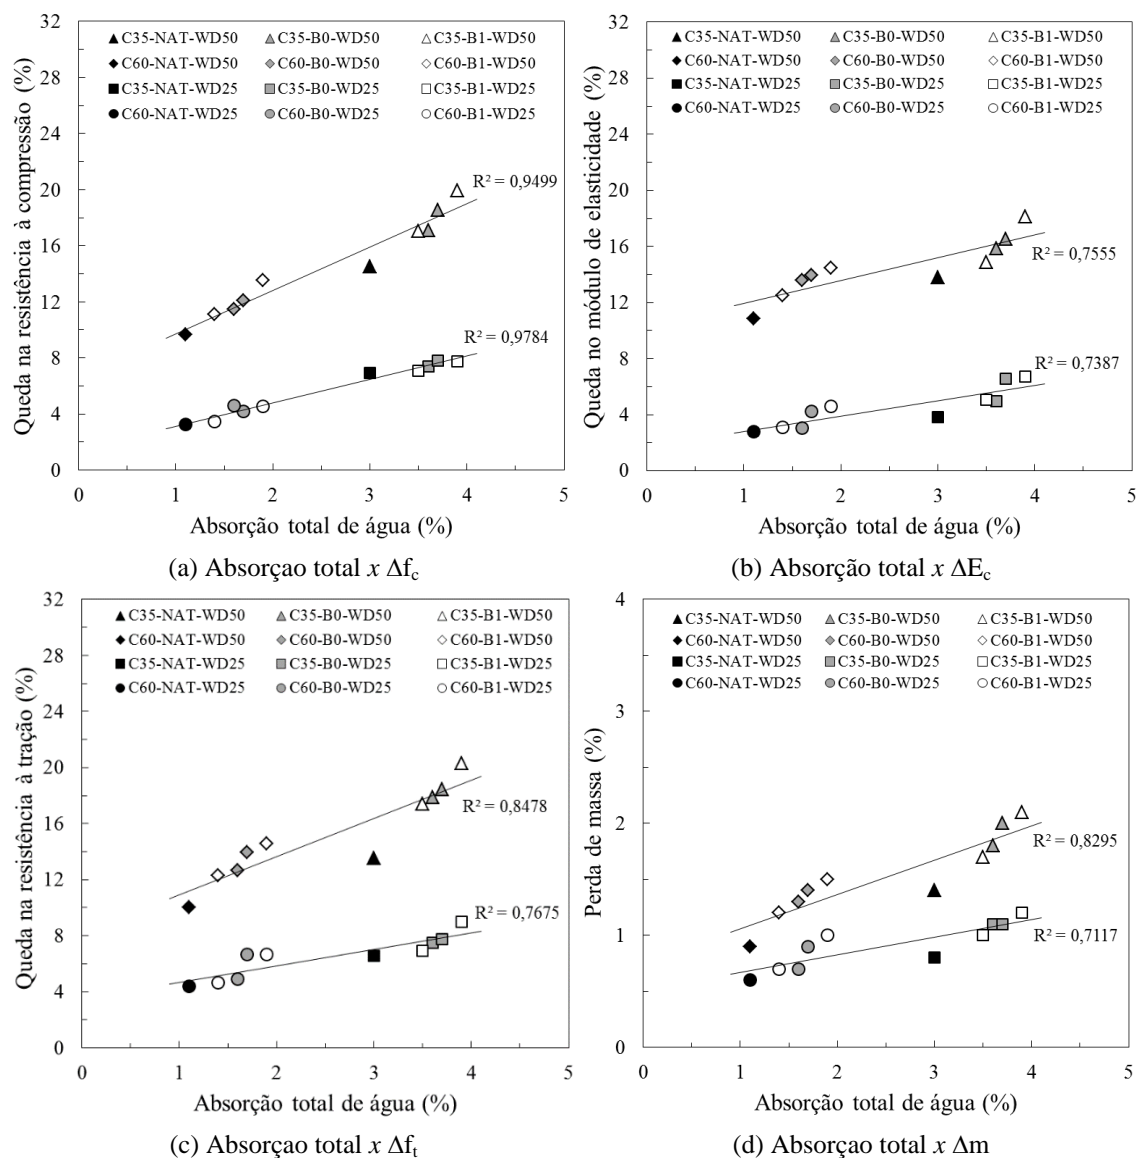 Queda na resistência à compressão (%)
32
28
24
20
16
12
8
4
0
C35-NAT-WD50 C35-B0-WD50 C35-B1-WD50
C60-NAT-WD50 C60-B0-WD50 C60-B1-WD50
C35-NAT-WD25 C35-B0-WD25 C35-B1-WD25
C60-NAT-WD25 C60-B0-WD25 C60-B1-WD25
R² = 0,9499
R² = 0,9784
0 1 2 3 4 5
Absorção total de água (%)
(a) Absorçao total x Δfc
Queda no módulo de elasticidade (%)
32
28
24
20
16
12
8
4
0
C35-NAT-WD50 C35-B0-WD50 C35-B1-WD50
C60-NAT-WD50 C60-B0-WD50 C60-B1-WD50
C35-NAT-WD25 C35-B0-WD25 C35-B1-WD25
C60-NAT-WD25 C60-B0-WD25 C60-B1-WD25
R² = 0,7555
R² = 0,7387
0 1 2 3 4 5
Absorção total de água (%)
(b) Absorçao total x ΔEc
Queda na resistência à tração (%)
32
28
24
20
16
12
8
4
0
C35-NAT-WD50 C35-B0-WD50 C35-B1-WD50
C60-NAT-WD50 C60-B0-WD50 C60-B1-WD50
C35-NAT-WD25 C35-B0-WD25 C35-B1-WD25
C60-NAT-WD25 C60-B0-WD25 C60-B1-WD25
R² = 0,8478
R² = 0,7675
0 1 2 3 4 5
Absorção total de água (%)
(c) Absorçao total x Δft
Perda de massa (%)
4
3
2
1
0
C35-NAT-WD50 C35-B0-WD50 C35-B1-WD50
C60-NAT-WD50 C60-B0-WD50 C60-B1-WD50
C35-NAT-WD25 C35-B0-WD25 C35-B1-WD25
C60-NAT-WD25 C60-B0-WD25 C60-B1-WD25
R² = 0,8295
R² = 0,7117
0 1 2 3 4 5
Absorção total de água (%)
(d) Absorçao total x Δm